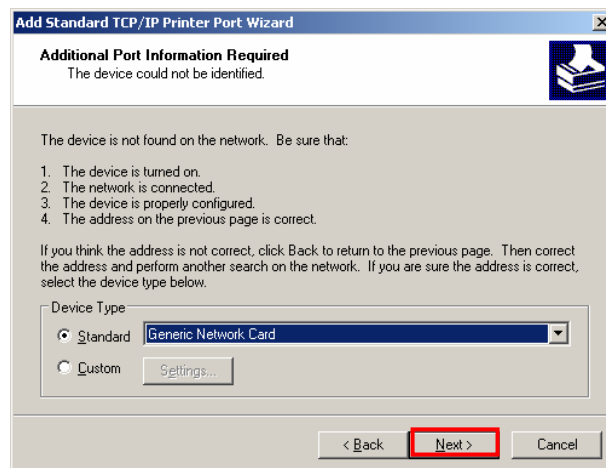 Add Standard TCP/IP Printer Port Wizard
Additional Port Information Required
The device could not be identified.
The device is not found on the network. Be sure that:
1. The device is turned on.
2. The network is connected.
3. The device is properly configured.
4. The address on the previous page is correct.
If you think the address is not correct, click Back to return to the previous page. Then correct
the address and perform another search on the network. If you are sure the address is correct,
select the device type below.
Device Type
Standard Generic Network Card
Custom Settings...
< Back Next > Cancel